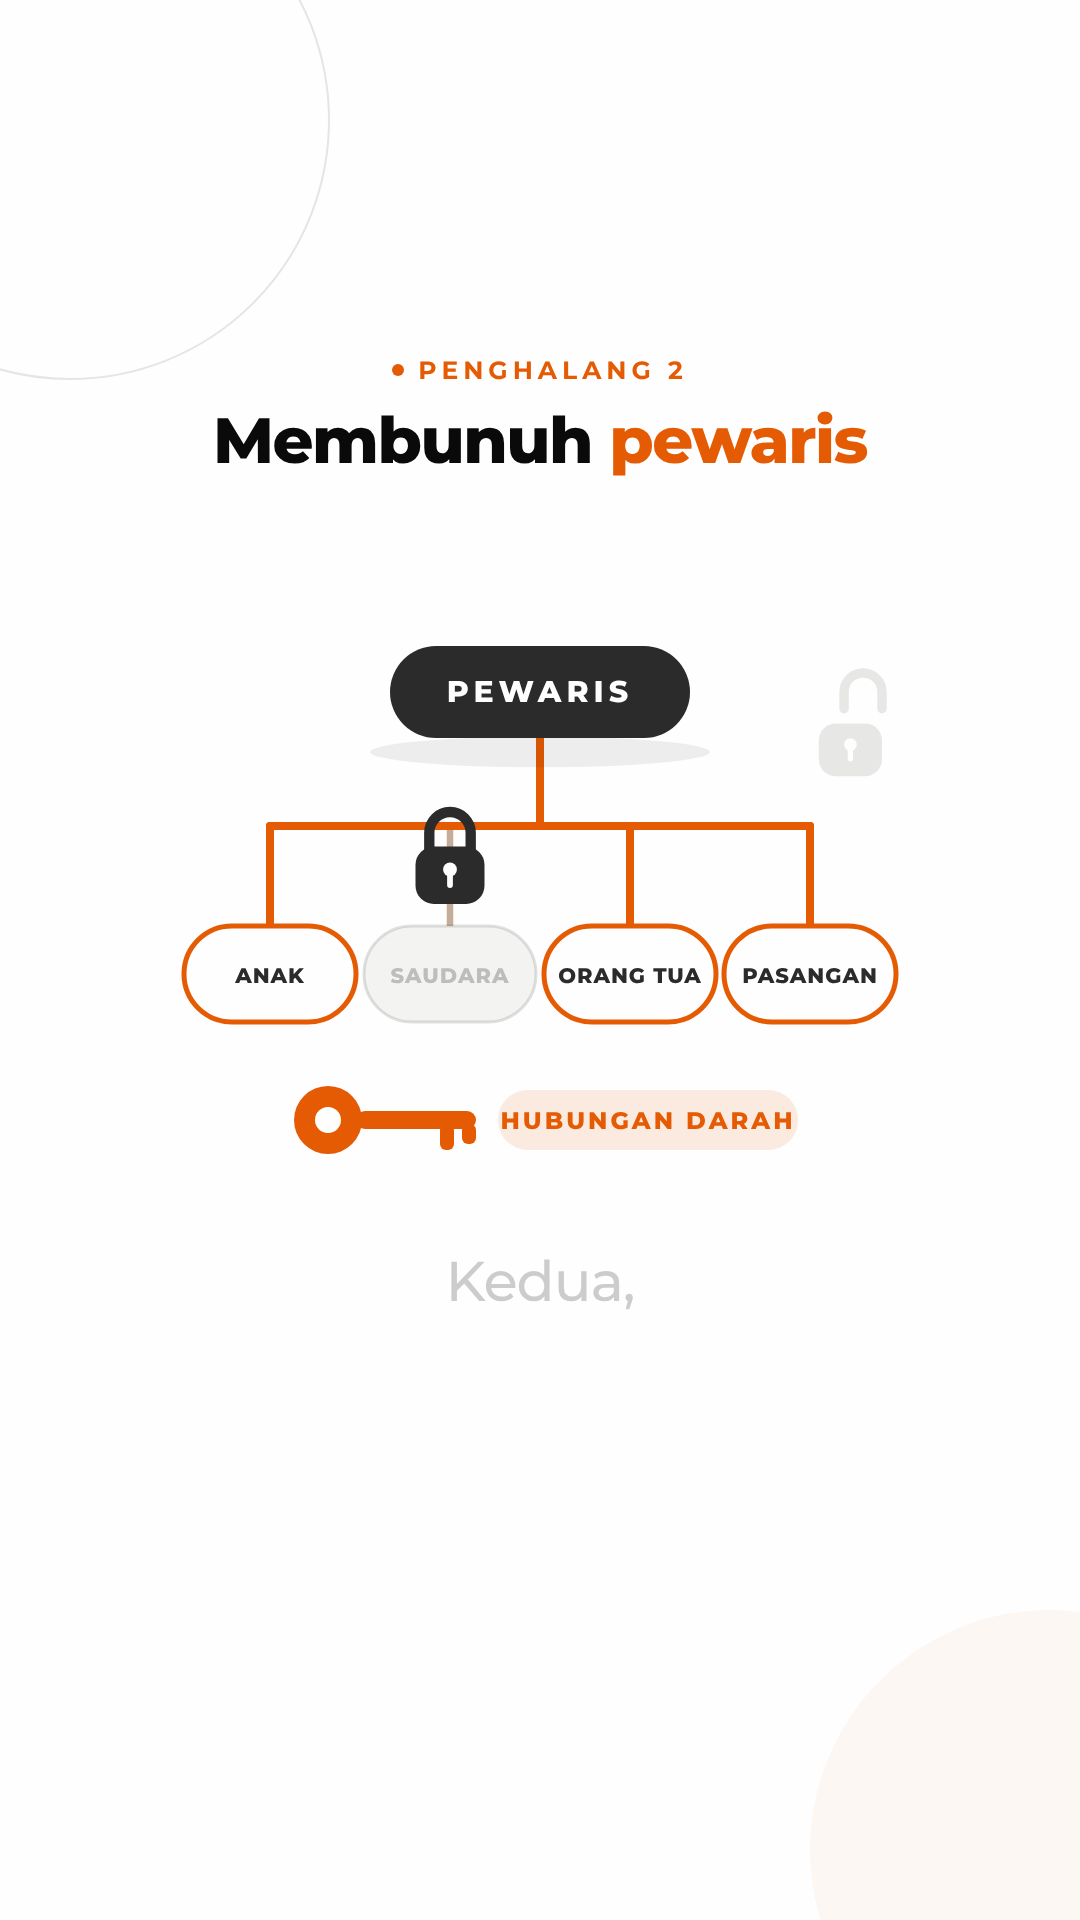 PENGHALANG 2
Membunuh pewaris
PEWARIS
ANAK
SAUDARA
ORANG TUA
PASANGAN
HUBUNGAN DARAH
Kedua,